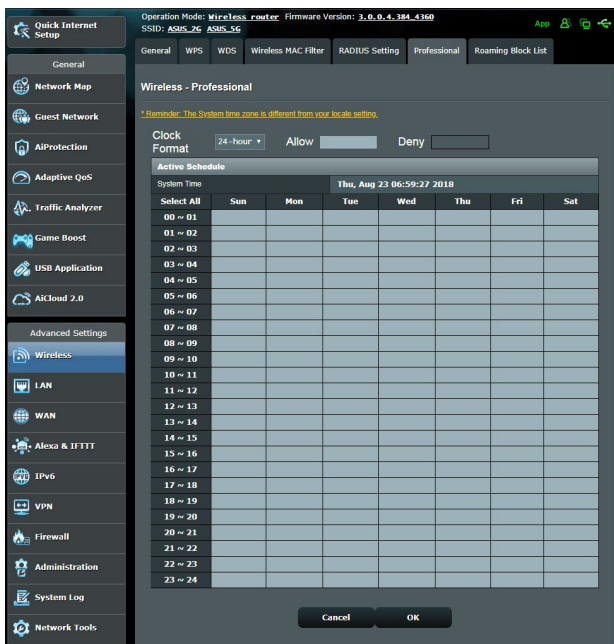 Quick Internet
Setup
General
Network Map
Guest Network
AiProtection
Adaptive QoS
Traffic Analyzer
Game Boost
USB Application
AiCloud 2.0
Advanced Settings
Wireless
LAN
WAN
Alexa & IFTTT
IPv6
VPN
Firewall
Administration
System Log
Network Tools
Operation Mode: Wireless router Firmware Version: 3.0.0.4.384_4360
SSID: ASUS_2G ASUS_5G
App
General WPS WDS Wireless MAC Filter RADIUS Setting Professional Roaming Block List
Wireless - Professional
* Reminder: The System time zone is different from your locale setting.
Clock
Format
24-hour Allow Deny
Active Schedule
System Time Thu, Aug 23 06:59:27 2018
Select All Sun Mon Tue Wed Thu Fri Sat
00 ~ 01
01 ~ 02
02 ~ 03
03 ~ 04
04 ~ 05
05 ~ 06
06 ~ 07
07 ~ 08
08 ~ 09
09 ~ 10
10 ~ 11
11 ~ 12
12 ~ 13
13 ~ 14
14 ~ 15
15 ~ 16
16 ~ 17
17 ~ 18
18 ~ 19
19 ~ 20
20 ~ 21
21 ~ 22
22 ~ 23
23 ~ 24
Cancel OK